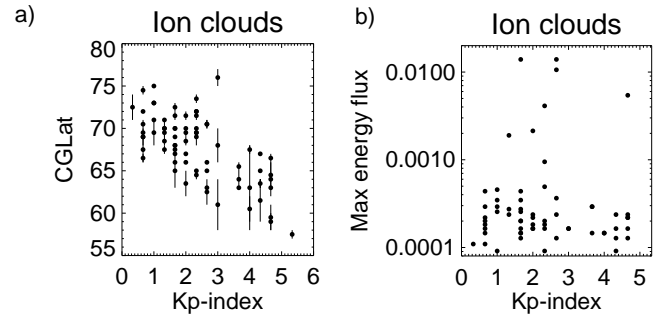 a)
Ion clouds
80
75
70
65
60
55
CGLat
0 1 2 3 4 5 6
Kp-index
b)
Ion clouds
0.0100
0.0010
0.0001
Max energy flux
0 1 2 3 4 5
Kp-index